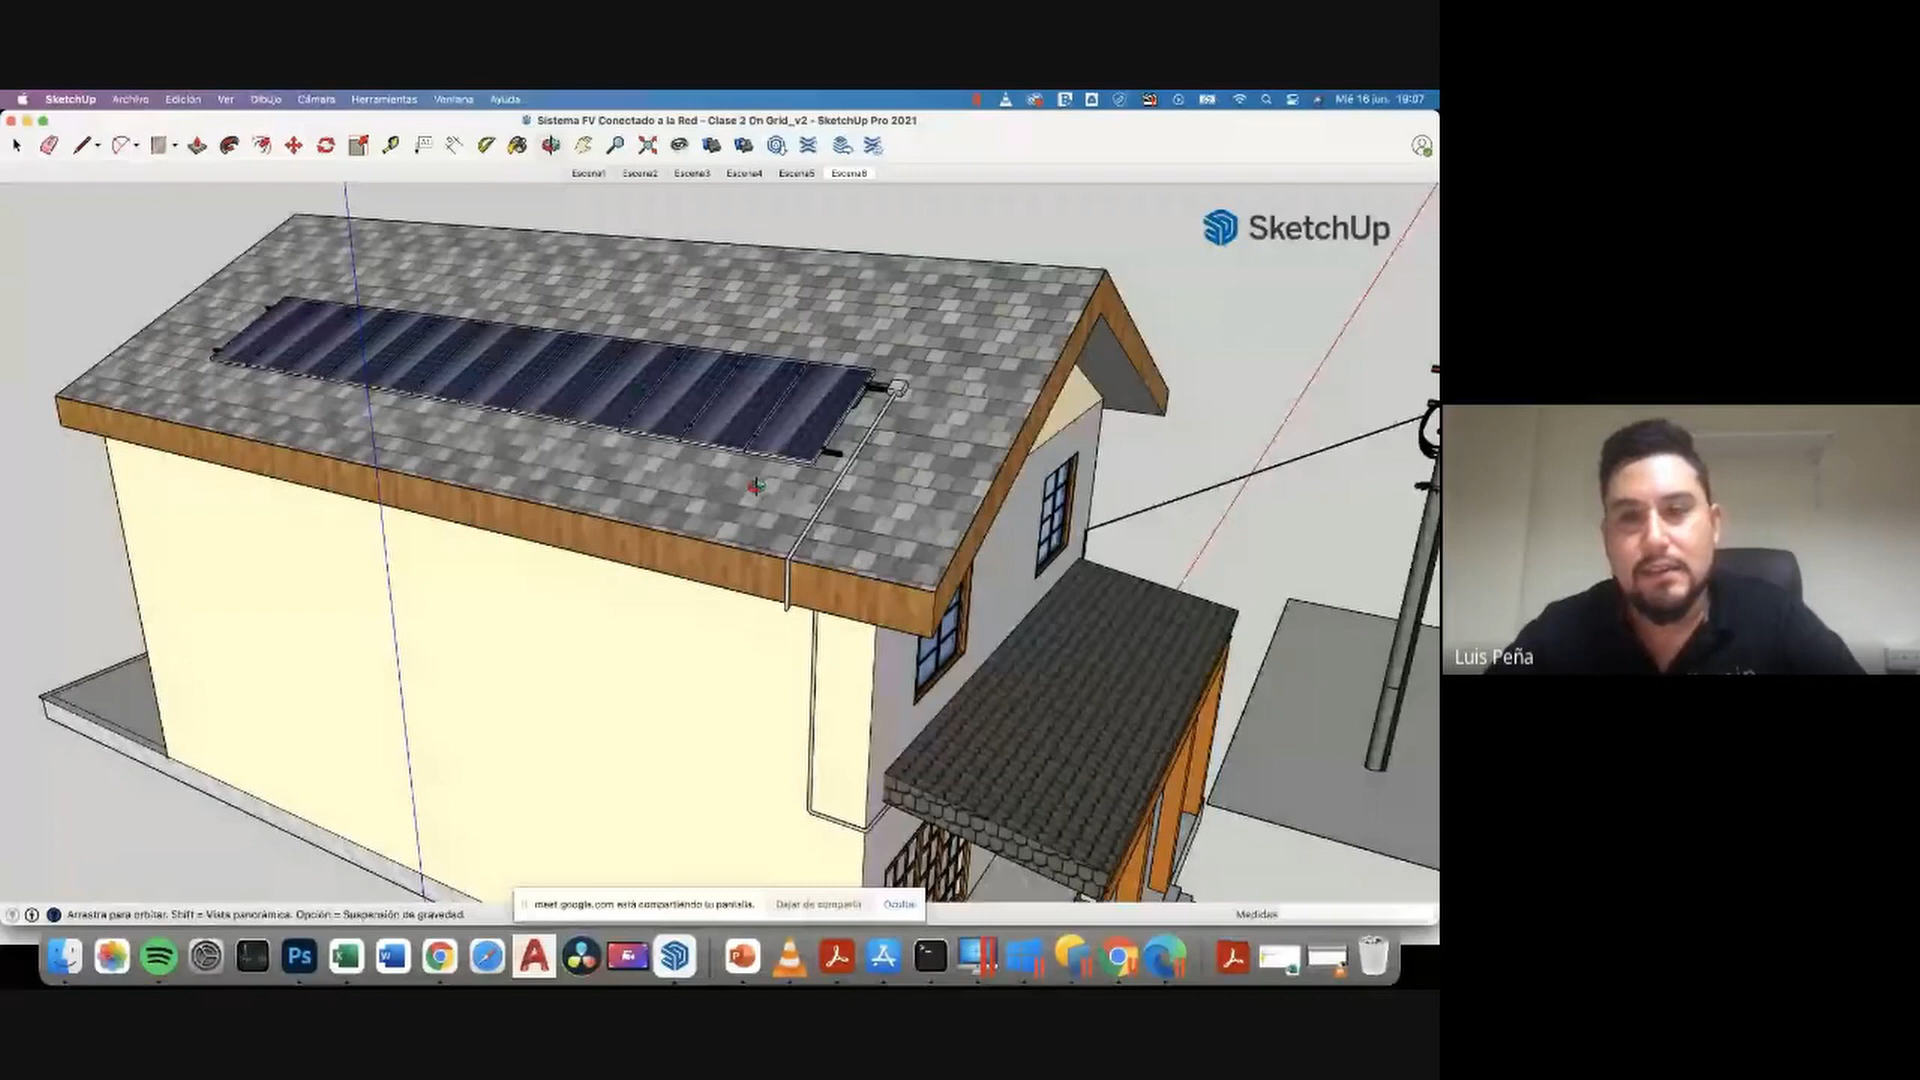 SketchUp Archivo Edición Ver Dibujo Cámara Herramientas Ventana Ayuda
Mié 16 jun. 19:07
Sistema FV Conectado a la Red - Clase 2 On Grid_v2 - SketchUp Pro 2021
Escena1 Escena2 Escena3 Escena4 Escena5 Escena6
SketchUp
Luis Peña
meet.google.com está compartiendo tu pantalla. Dejar de compartir Ocultar
Arrastra para orbitar. Shift = Vista panorámica. Opción = Suspensión de gravedad.
Medidas
Ps